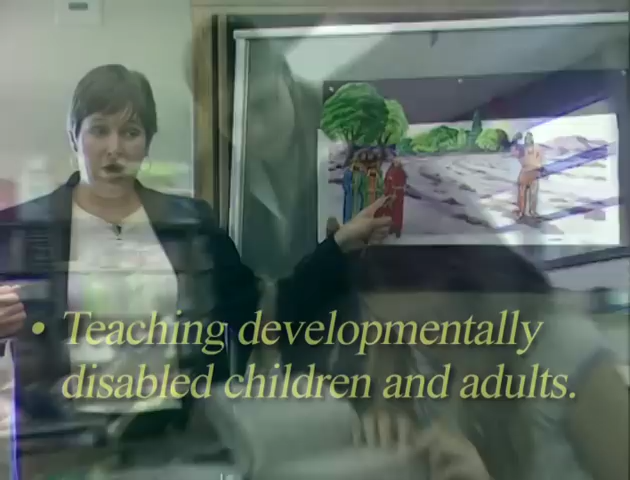 • Teaching developmentally
disabled children and adults.